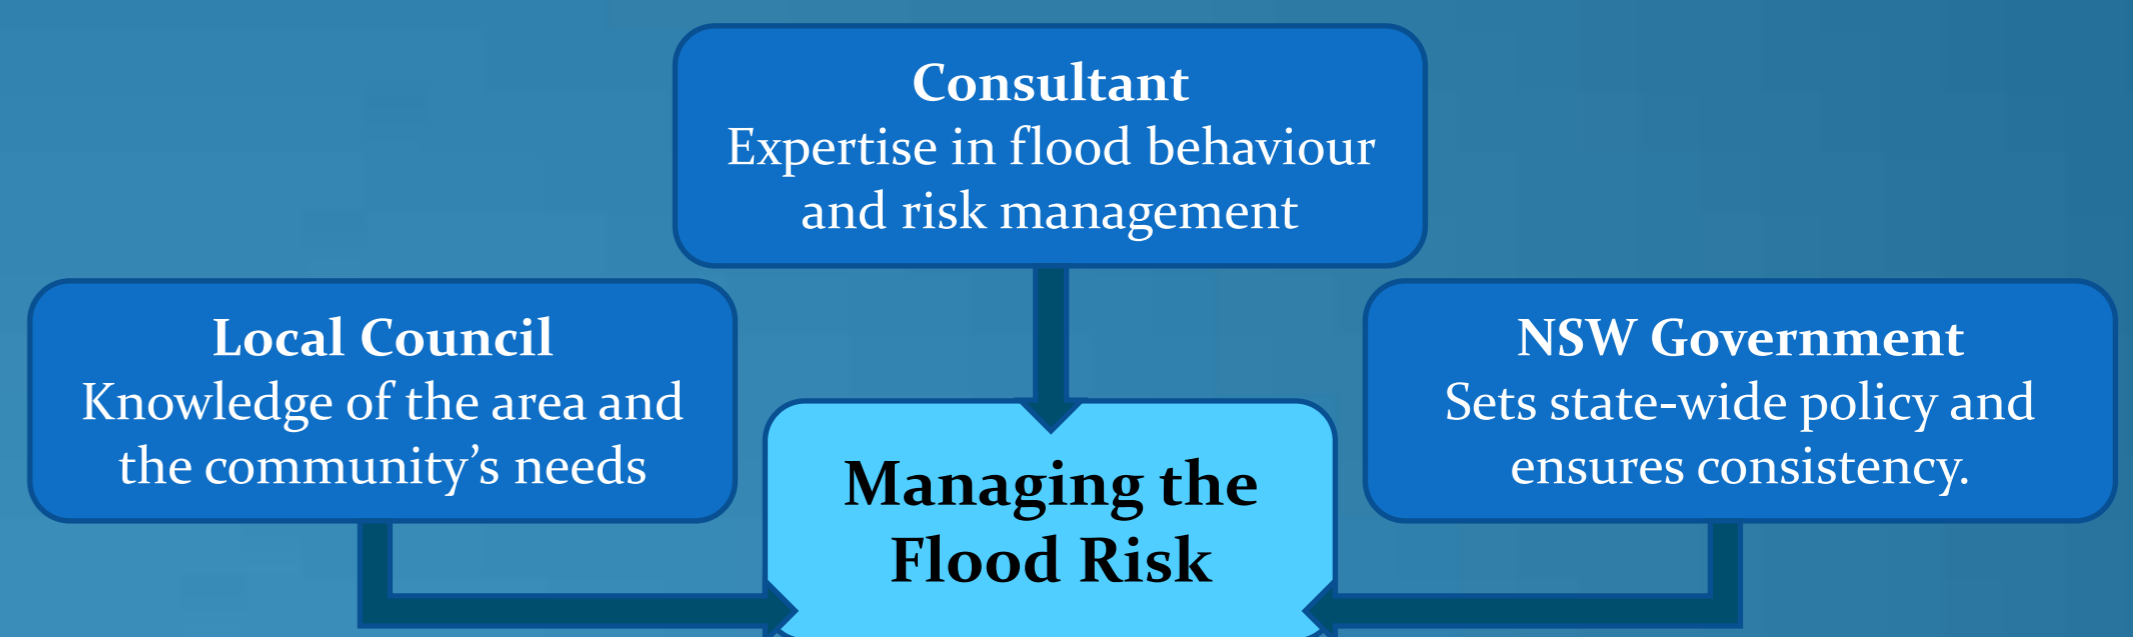 Consultant
Expertise in flood behaviour
and risk management
Local Council
Knowledge of the area and
the community’s needs
NSW Government
Sets state-wide policy and
ensures consistency.
Managing the
Flood Risk